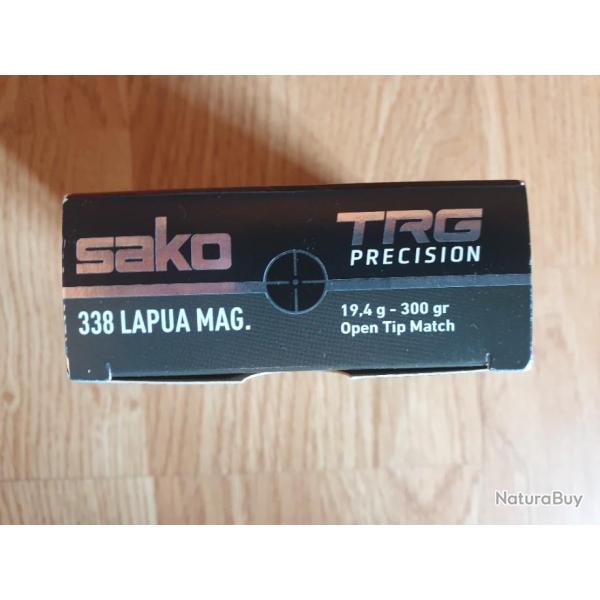 sako
TRG
PRECISION
338 LAPUA MAG.
19,4 g - 300 gr
Open Tip Match
NaturaBuy